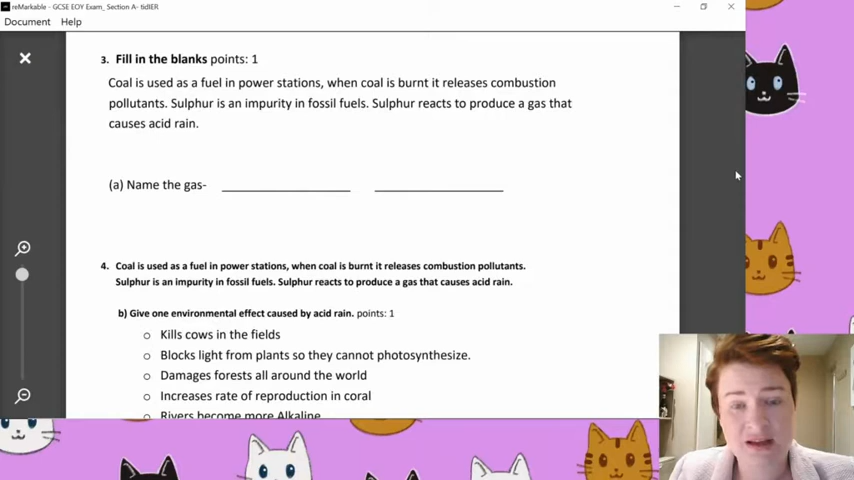 reMarkable - GCSE EOY Exam_ Section A- tidIER
Document Help
3. Fill in the blanks points: 1
Coal is used as a fuel in power stations, when coal is burnt it releases combustion
pollutants. Sulphur is an impurity in fossil fuels. Sulphur reacts to produce a gas that
causes acid rain.
(a) Name the gas- ____________________ ____________________
4. Coal is used as a fuel in power stations, when coal is burnt it releases combustion pollutants.
Sulphur is an impurity in fossil fuels. Sulphur reacts to produce a gas that causes acid rain.
b) Give one environmental effect caused by acid rain. points: 1
Kills cows in the fields
Blocks light from plants so they cannot photosynthesize.
Damages forests all around the world
Increases rate of reproduction in coral
Rivers become more Alkaline